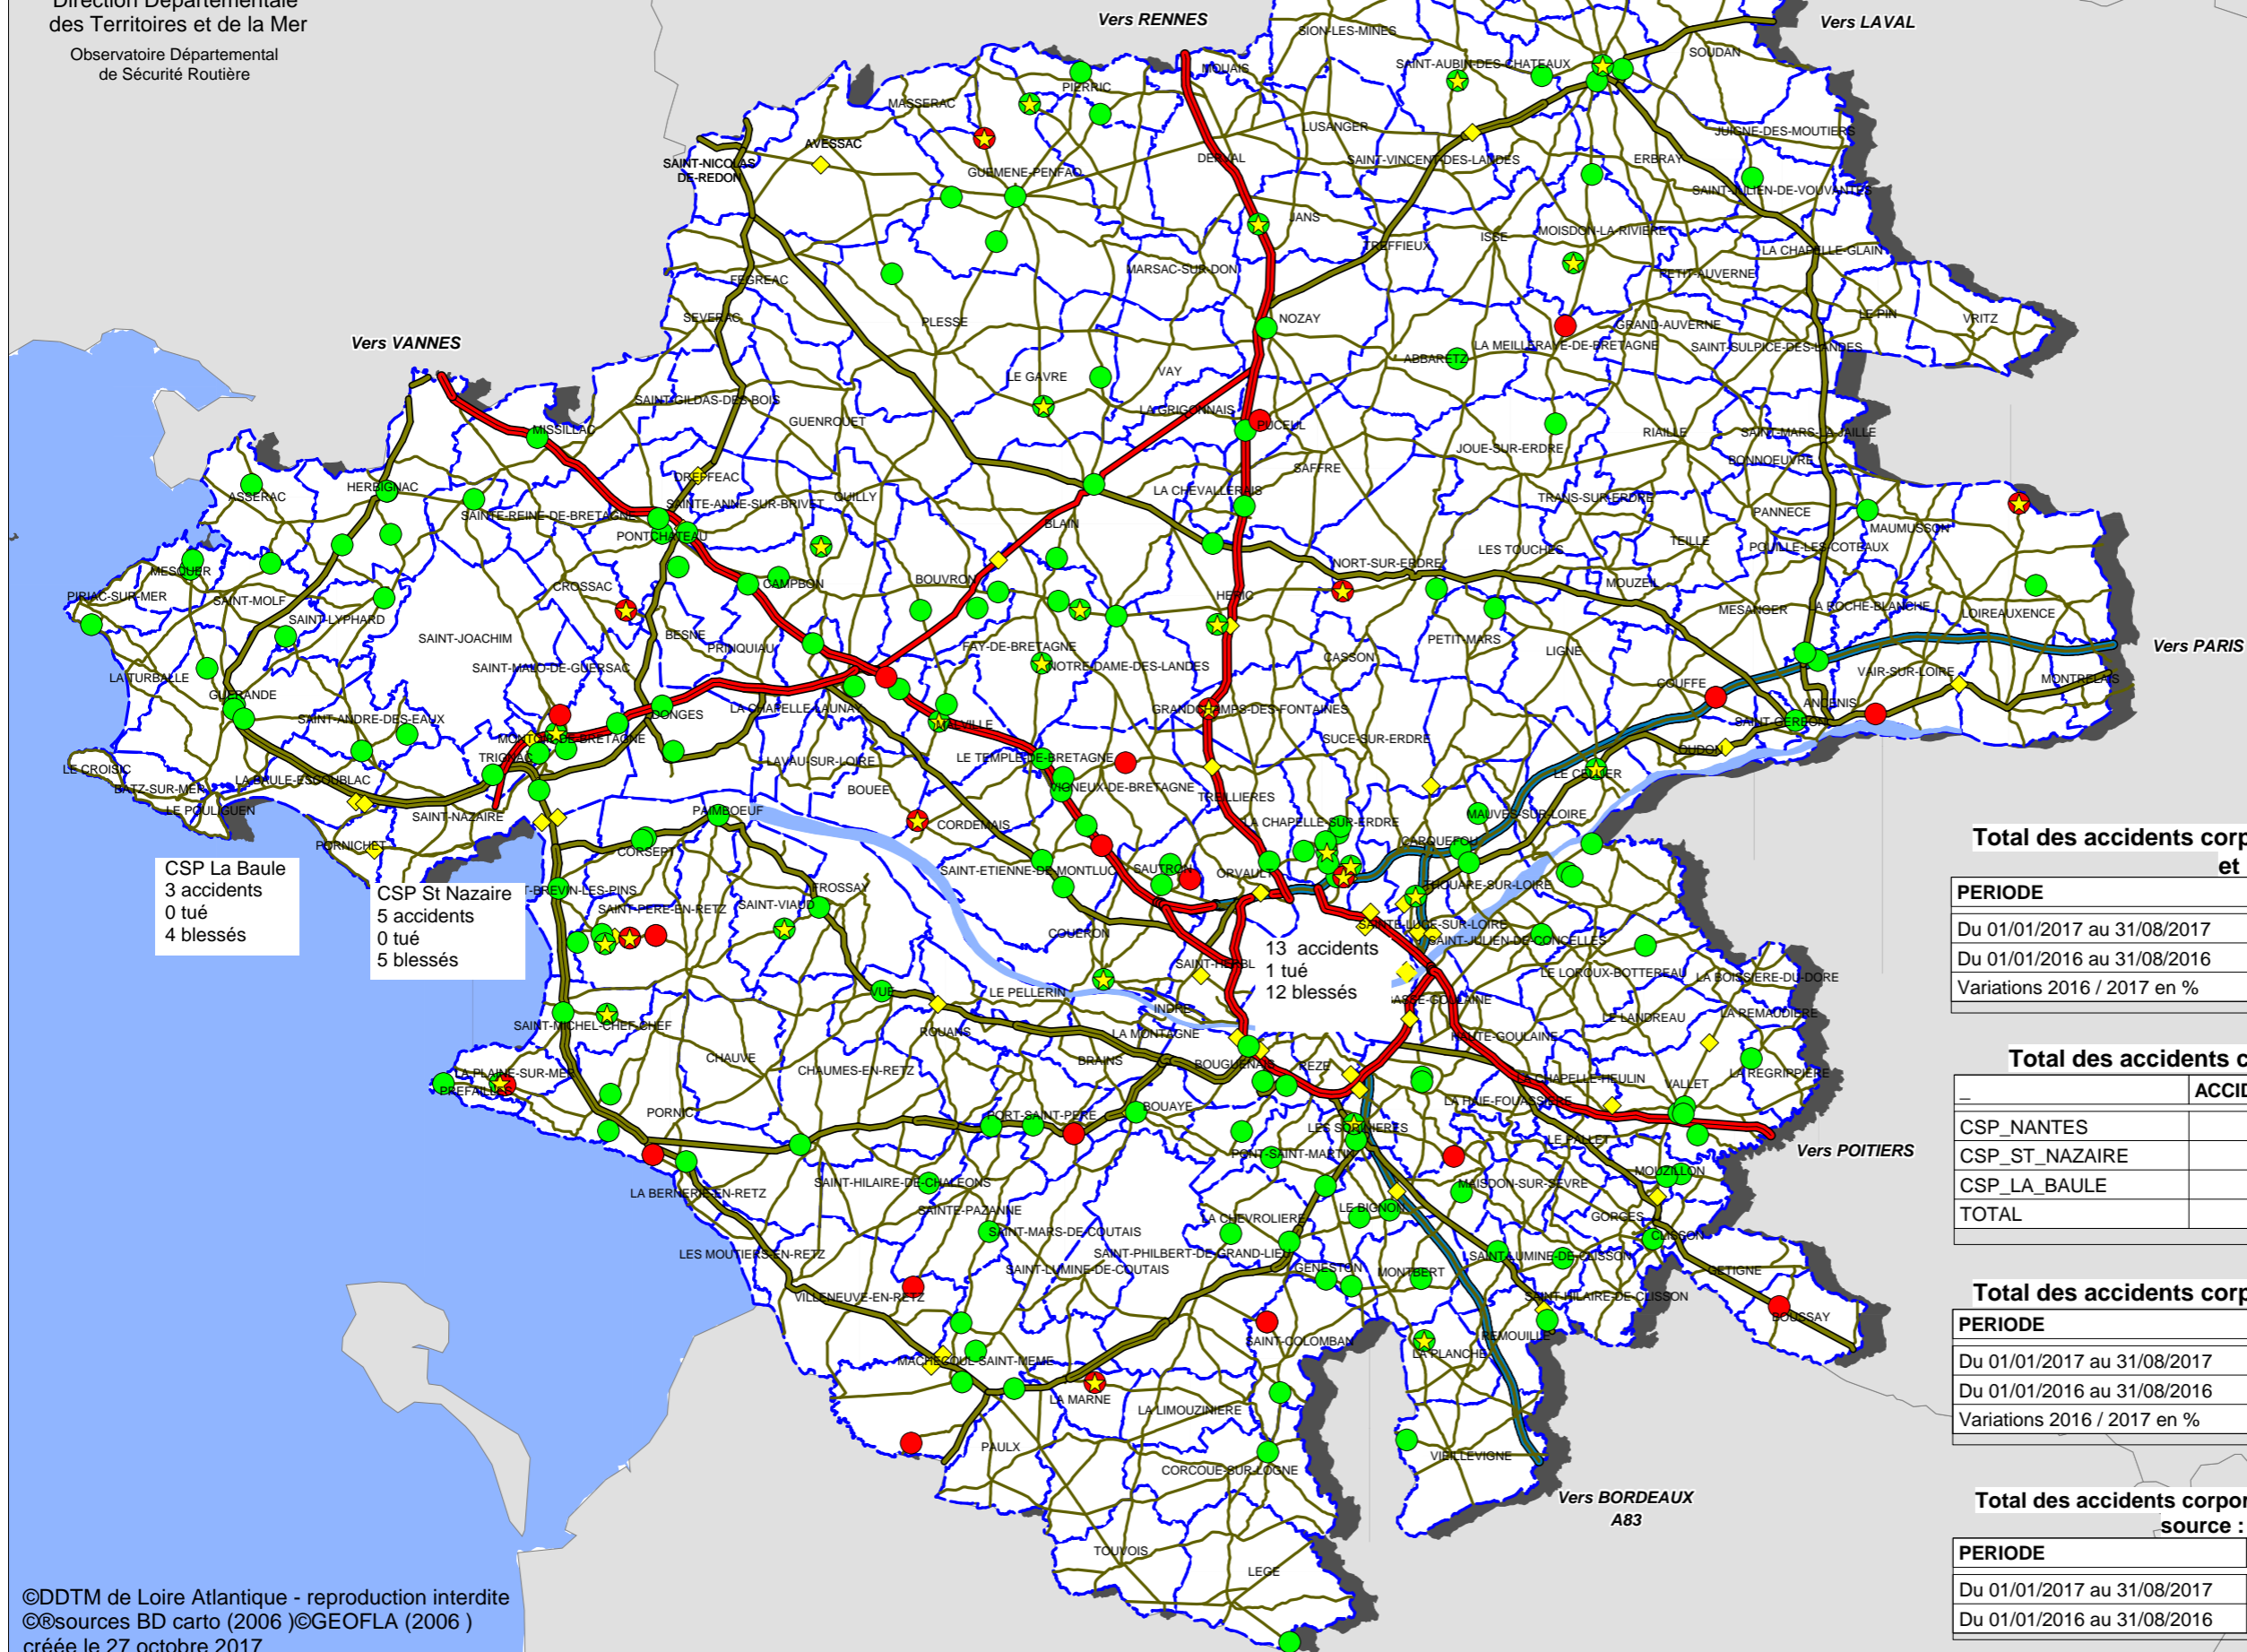 Direction Départementale
des Territoires et de la Mer
Observatoire Départemental
de Sécurité Routière
Vers RENNES
Vers LAVAL
SION-LES-MINES
SOUDAN
MOUAIS
SAINT-AUBIN-DES-CHATEAUX
PIERRIC
MASSERAC
LUSANGER
JUIGNE-DES-MOUTIERS
AVESSAC
SAINT-NICOLAS
DE-REDON
DERVAL
SAINT-VINCENT-DES-LANDES
ERBRAY
GUEMENE-PENFAO
SAINT-JULIEN-DE-VOUVANTES
JANS
TREFFIEUX
ISSE
MOISDON-LA-RIVIERE
LA CHAPELLE-GLAIN
MARSAC-SUR-DON
PETIT-AUVERNE
FEGREAC
SEVERAC
PLESSE
NOZAY
GRAND-AUVERNE
LE PIN
VRITZ
Vers VANNES
LA MEILLERAYE-DE-BRETAGNE
SAINT-SULPICE-DES-LANDES
ABBARETZ
LE GAVRE
VAY
SAINT-GILDAS-DES-BOIS
GUENROUET
LA GRIGONNAIS
PUCEUL
MISSILLAC
RIAILLE
SAINT-MARS-LA-JAILLE
JOUE-SUR-ERDRE
BONNOEUVRE
SAFFRE
DREFFEAC
HERBIGNAC
ASSERAC
QUILLY
LA CHEVALLERAIS
TRANS-SUR-ERDRE
SAINTE-ANNE-SUR-BRIVET
SAINTE-REINE-DE-BRETAGNE
PANNECE
BLAIN
MAUMUSSON
PONTCHATEAU
TEILLE
POUILLE-LES-COTEAUX
LES TOUCHES
NORT-SUR-ERDRE
MESQUER
CROSSAC
CAMPBON
BOUVRON
MOUZEIL
PIRIAC-SUR-MER
SAINT-MOLF
HERIC
MESANGER
LA ROCHE-BLANCHE
LOIREAUXENCE
SAINT-LYPHARD
SAINT-JOACHIM
BESNE
PRINQUIAU
PETIT-MARS
FAY-DE-BRETAGNE
LIGNE
CASSON
Vers PARIS
NOTRE-DAME-DES-LANDES
SAINT-MALO-DE-GUERSAC
VAIR-SUR-LOIRE
MONTRELAIS
LA TURBALLE
COUFFE
GUERANDE
ANCENIS
LA CHAPELLE-LAUNAY
GRANDCHAMPS-DES-FONTAINES
DONGES
SAINT-ANDRE-DES-EAUX
SAINT-GEREON
MALVILLE
MONTOIR-DE-BRETAGNE
SUCE-SUR-ERDRE
OUDON
LE TEMPLE-DE-BRETAGNE
TRIGNAC
LAVAU-SUR-LOIRE
LE CROISIC
LE CELLIER
LA BAULE-ESCOUBLAC
BATZ-SUR-MER
BOUEE
VIGNEUX-DE-BRETAGNE
TREILLIERES
LE POULIGUEN
PAIMBOEUF
SAINT-NAZAIRE
CORDEMAIS
LA CHAPELLE-SUR-ERDRE
MAUVES-SUR-LOIRE
CARQUEFOU
PORNICHET
CORSEPT
SAINT-ETIENNE-DE-MONTLUC
SAUTRON
ORVAULT
THOUARE-SUR-LOIRE
CSP La Baule
3 accidents
0 tué
4 blessés
CSP St Nazaire
5 accidents
0 tué
5 blessés
T-BREVIN-LES-PINS
FROSSAY
SAINT-VIAUD
SAINT-PERE-EN-RETZ
COUERON
SAINTE-LUCE-SUR-LOIRE
SAINT-JULIEN-DE-CONCELLES
13 accidents
1 tué
12 blessés
SAINT-HERBL
LE LOROUX-BOTTEREAU
LA BOISSIERE-DU-DORE
VUE
LE PELLERIN
ASSE-GOULAINE
INDRE
LE LANDREAU
LA REMAUDIERE
SAINT-MICHEL-CHEF-CHEF
ROUANS
LA MONTAGNE
HAUTE-GOULAINE
CHAUVE
BRAINS
BOUGUENAIS
REZE
LA PLAINE-SUR-MER
CHAUMES-EN-RETZ
LA CHAPELLE-HEULIN
VALLET
LA REGRIPPIERE
PREFAILLES
LA HAIE-FOUASSIERE
PORNIC
PORT-SAINT-PERE
BOUAYE
LES SORINIERES
LE PALLET
PONT-SAINT-MARTIN
Vers POITIERS
MOUZILLON
SAINT-HILAIRE-DE-CHALEONS
MAISDON-SUR-SEVRE
LA BERNERIE-EN-RETZ
SAINTE-PAZANNE
LE BIGNON
GORGES
LA CHEVROLIERE
SAINT-MARS-DE-COUTAIS
CLISSON
LES MOUTIERS-EN-RETZ
SAINT-PHILBERT-DE-GRAND-LIEU
SAINT-LUMINE-DE-CLISSON
SAINT-LUMINE-DE-COUTAIS
GENESTON
MONTBERT
GETIGNE
VILLENEUVE-EN-RETZ
SAINT-HILAIRE-DE-CLISSON
BOUSSAY
SAINT-COLOMBAN
REMOUILLE
LA PLANCHE
MACHECOUL-SAINT-MEME
LA MARNE
LA LIMOUZINIERE
PAULX
VIEILLEVIGNE
CORCOUE-SUR-LOGNE
Vers BORDEAUX
A83
TOUVOIS
LEGE
Total des accidents corp
et
PERIODE
Du 01/01/2017 au 31/08/2017
Du 01/01/2016 au 31/08/2016
Variations 2016 / 2017 en %
Total des accidents c
_ ACCID
CSP_NANTES
CSP_ST_NAZAIRE
CSP_LA_BAULE
TOTAL
Total des accidents corp
PERIODE
Du 01/01/2017 au 31/08/2017
Du 01/01/2016 au 31/08/2016
Variations 2016 / 2017 en %
Total des accidents corpor
source :
PERIODE
Du 01/01/2017 au 31/08/2017
Du 01/01/2016 au 31/08/2016
©DDTM de Loire Atlantique - reproduction interdite
©®sources BD carto (2006 )©GEOFLA (2006 )
créée le 27 octobre 2017